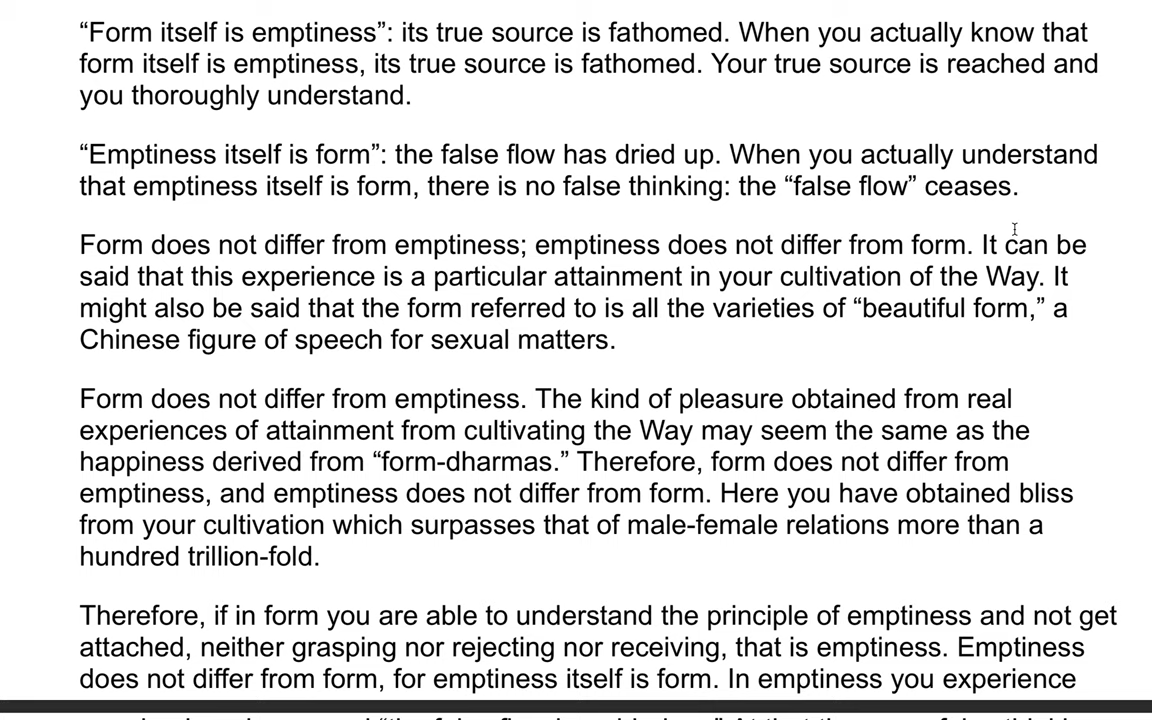 “Form itself is emptiness”: its true source is fathomed. When you actually know that
form itself is emptiness, its true source is fathomed. Your true source is reached and
you thoroughly understand.
“Emptiness itself is form”: the false flow has dried up. When you actually understand
that emptiness itself is form, there is no false thinking: the “false flow” ceases.
Form does not differ from emptiness; emptiness does not differ from form. It can be
said that this experience is a particular attainment in your cultivation of the Way. It
might also be said that the form referred to is all the varieties of “beautiful form,” a
Chinese figure of speech for sexual matters.
Form does not differ from emptiness. The kind of pleasure obtained from real
experiences of attainment from cultivating the Way may seem the same as the
happiness derived from “form-dharmas.” Therefore, form does not differ from
emptiness, and emptiness does not differ from form. Here you have obtained bliss
from your cultivation which surpasses that of male-female relations more than a
hundred trillion-fold.
Therefore, if in form you are able to understand the principle of emptiness and not get
attached, neither grasping nor rejecting nor receiving, that is emptiness. Emptiness
does not differ from form, for emptiness itself is form. In emptiness you experience